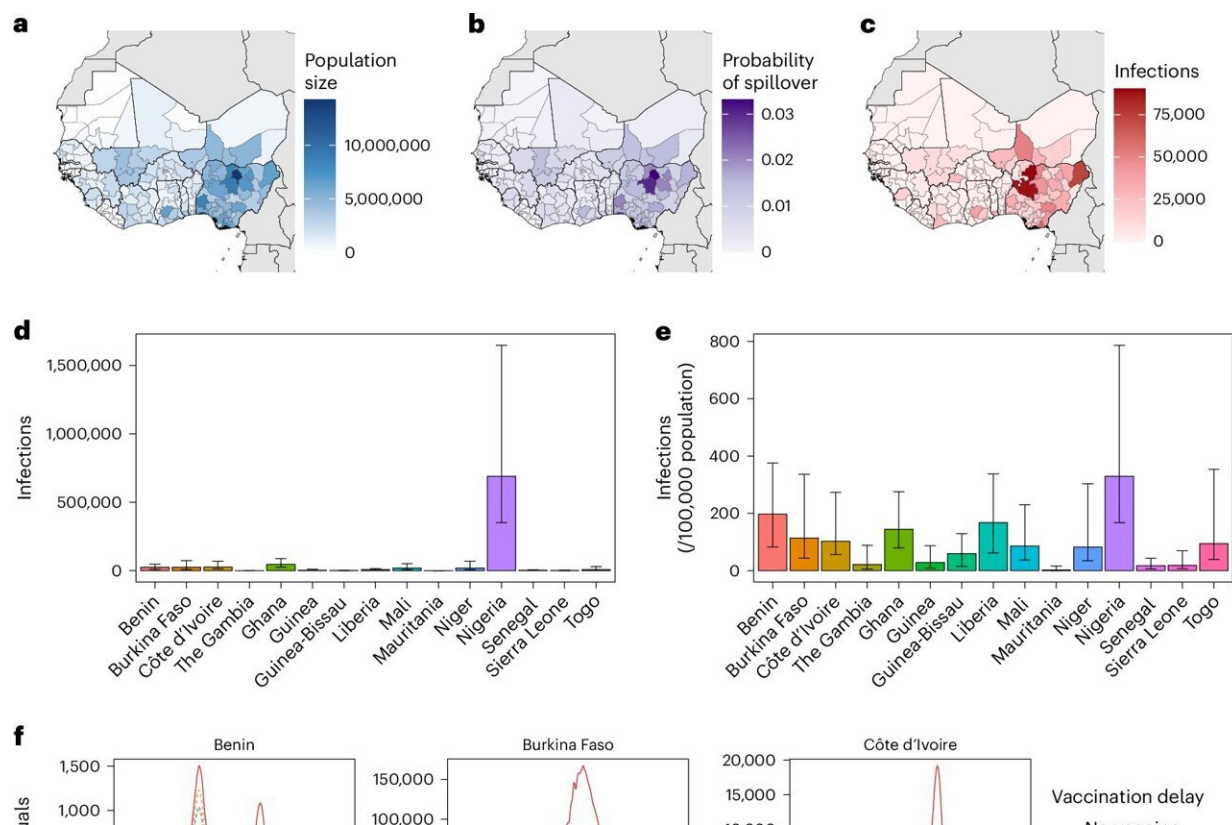 a
Population
size
10,000,000
5,000,000
0
b
Probability
of spillover
0.03
0.02
0.01
0
c
Infections
75,000
50,000
25,000
0
d
Infections
1,500,000
1,000,000
500,000
0
Benin
Burkina Faso
Côte d’Ivoire
The Gambia
Ghana
Guinea
Guinea-Bissau
Liberia
Mali
Mauritania
Niger
Nigeria
Senegal
Sierra Leone
Togo
e
Infections
(/100,000 population)
800
600
400
200
0
Benin
Burkina Faso
Côte d’Ivoire
The Gambia
Ghana
Guinea
Guinea-Bissau
Liberia
Mali
Mauritania
Niger
Nigeria
Senegal
Sierra Leone
Togo
f
Benin
1,500
1,000
Burkina Faso
150,000
100,000
Côte d’Ivoire
20,000
15,000
Vaccination delay